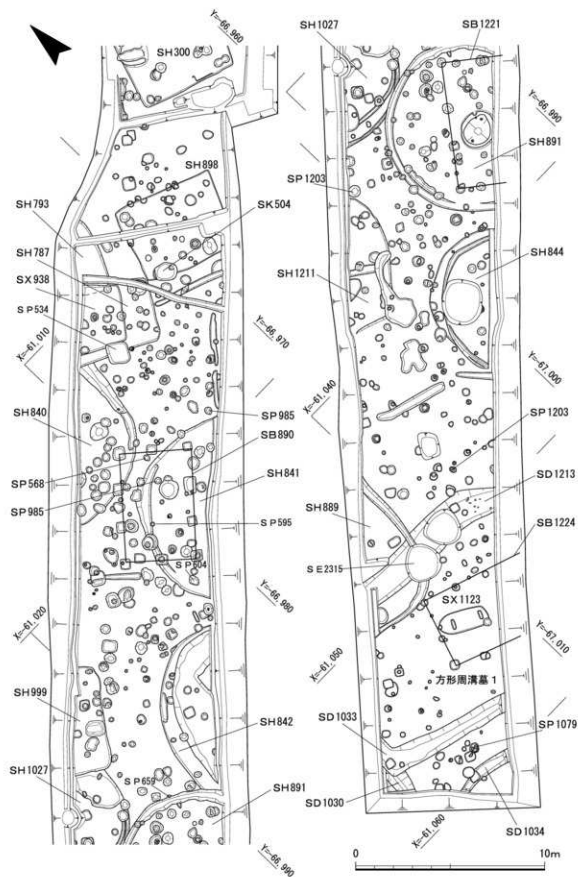 Y=-66,960
SH300
SH898
SH793
SK504
SH787
SX938
SP534
X=-61,010
Y=-66,970
SH840
SP985
SB890
SP568
SH841
SP985
SP595
SP604
X=-61,020
Y=-66,980
SH999
SH842
SH1027
SP659
SH891
Y=-66,990
SH1027
SB1221
Y=-66,990
SH891
SP1203
SH844
SH1211
Y=-67,000
X=-61,040
SP1203
SD1213
SH889
SB1224
SE2315
SX1123
Y=-67,010
X=-61,050
方形周溝墓1
SD1033
SP1079
SD1030
SD1034
X=-61,060
0 10m